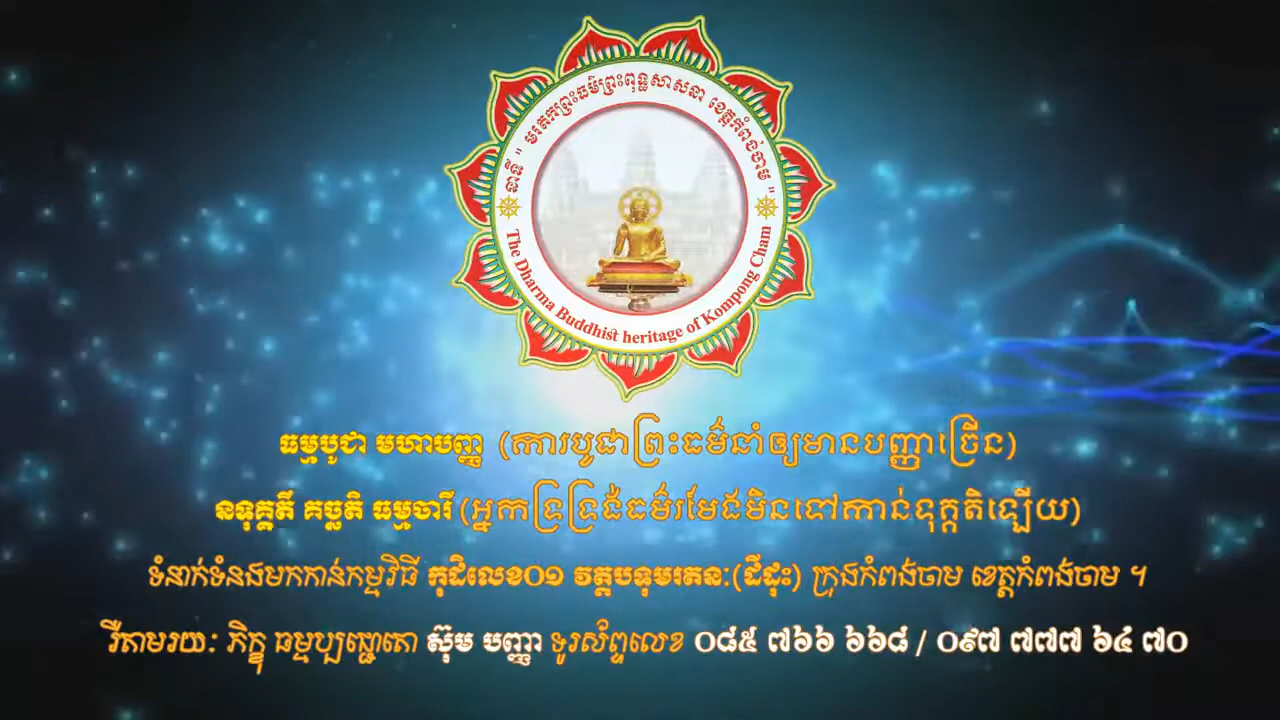 នាទី " មរតកព្រះធម៌ព្រះពុទ្ធសាសនា ខេត្តកំពង់ចាម "
The Dharma Buddhist heritage of Kompong Cham
ធម្មបូជា មហាបញ្ញ (ការបូជាព្រះធម៌នាំឲ្យមានបញ្ញាច្រើន)
នទុគ្គតឹ គច្ឆតិ ធម្មចារី (អ្នកទ្រទ្រង់ធម៌រមែងមិនទៅកាន់ទុគ្គតិឡើយ)
ទំនាក់ទំនងមកកាន់កម្មវិធី កុដិលេខ០១ វត្តបទុមរតនៈ(ដីដុះ) ក្រុងកំពង់ចាម ខេត្តកំពង់ចាម ។
រឺតាមរយៈ ភិក្ខុ ធម្មប្បជ្ជោតោ ស៊ុម បញ្ញា ទូរស័ព្ទលេខ ០៨៥ ៧៦៦ ៦៦៨ / ០៩៧ ៧៧៧ ៦៤ ៧០